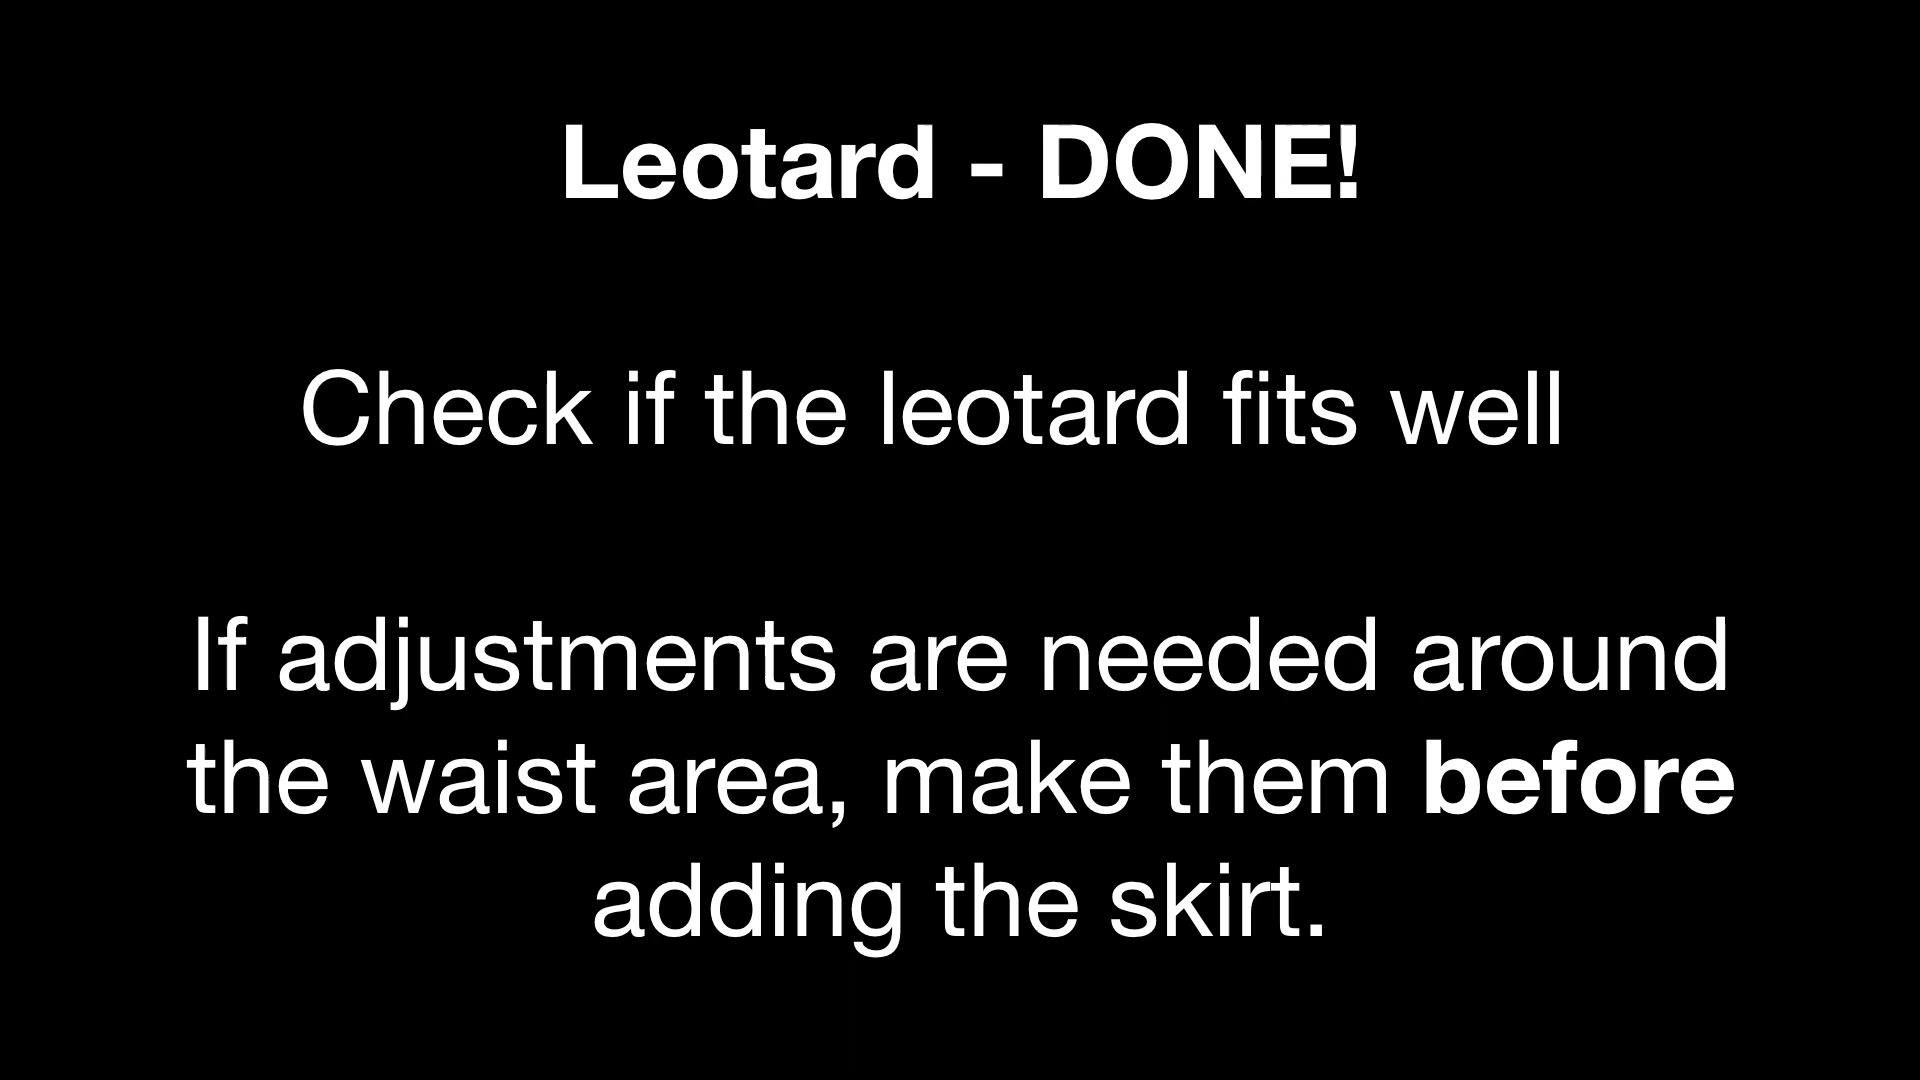 Leotard - DONE!
Check if the leotard fits well
If adjustments are needed around
the waist area, make them before
adding the skirt.